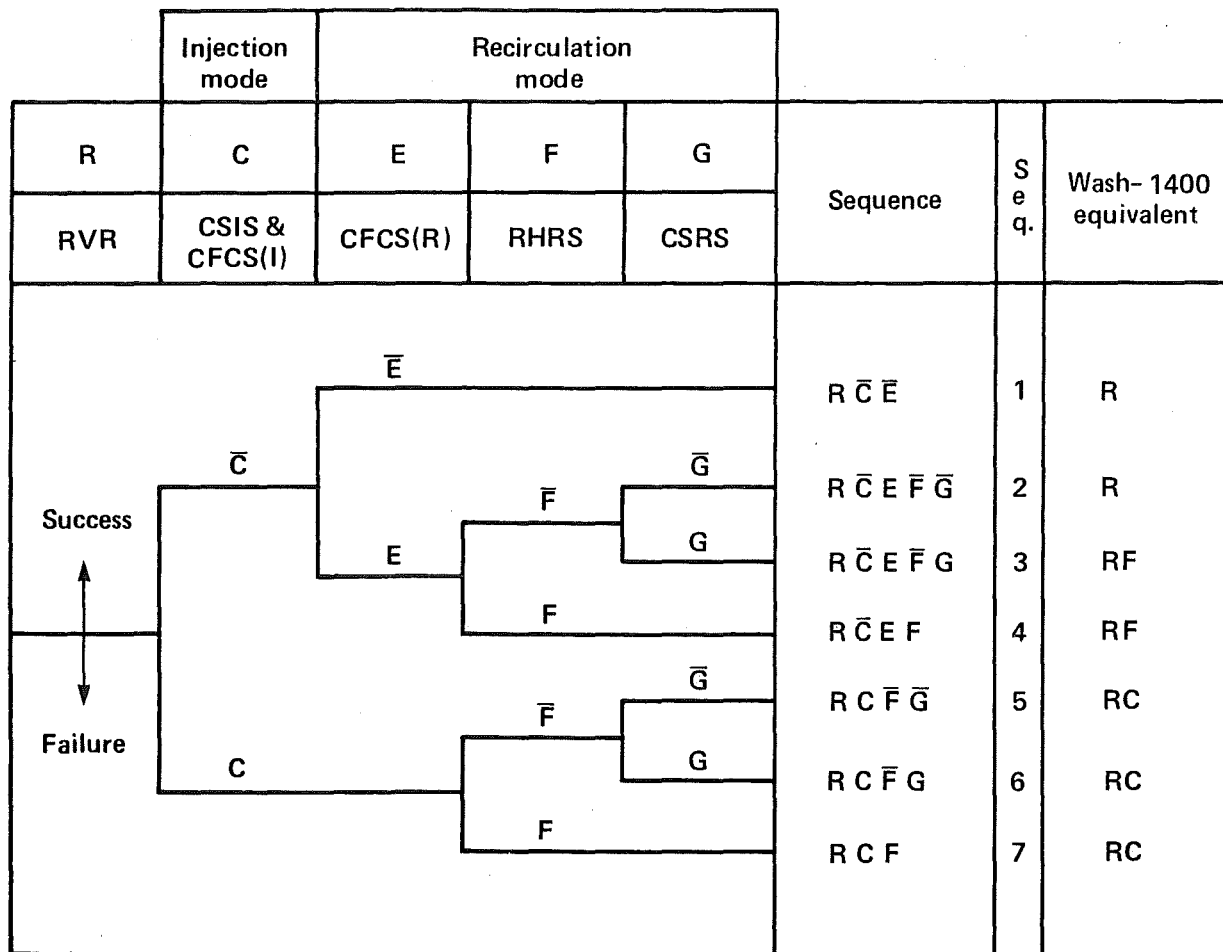 Injection mode
Recirculation mode
R
C
E
F
G
Sequence
S e q.
Wash- 1400 equivalent
RVR
CSIS & CFCS(I)
CFCS(R)
RHRS
CSRS
E̅
R C̅ E̅
1
R
C̅
G̅
R C̅ E F̅ G̅
2
R
Success
F̅
E
G
R C̅ E F̅ G
3
RF
F
R C̅ E F
4
RF
G̅
R C F̅ G̅
5
RC
Failure
F̅
C
G
R C F̅ G
6
RC
F
R C F
7
RC